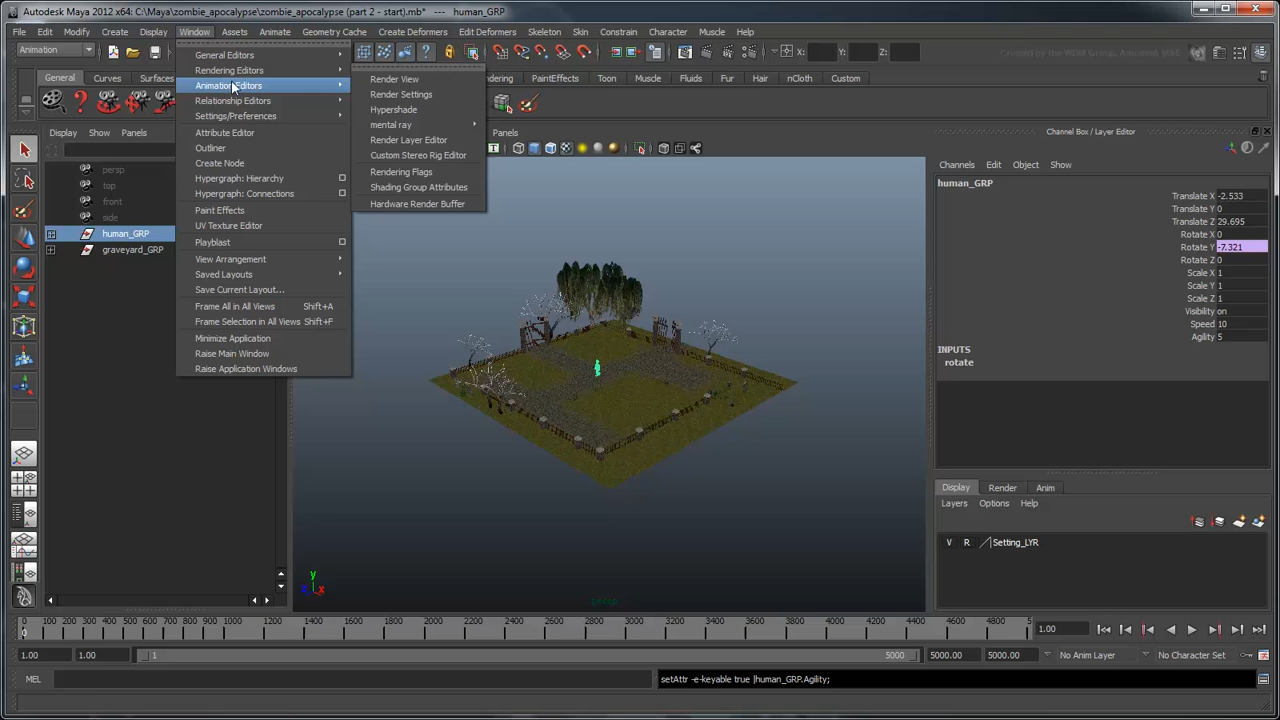 Autodesk Maya 2012 x64: C:\Maya\zombie_apocalypse\zombie_apocalypse (part 2 - start).mb* --- human_GRP
File Edit Modify Create Display Window Assets Animate Geometry Cache Create Deformers Edit Deformers Skeleton Skin Constrain Character Muscle Help
Animation
X: Y: Z:
General Curves Surfaces
PaintEffects Toon Muscle Fluids Fur Hair nCloth Custom
General Editors
Rendering Editors
Animation Editors
Relationship Editors
Settings/Preferences
Attribute Editor
Outliner
Create Node
Hypergraph: Hierarchy
Hypergraph: Connections
Paint Effects
UV Texture Editor
Playblast
View Arrangement
Saved Layouts
Save Current Layout...
Frame All in All Views Shift+A
Frame Selection in All Views Shift+F
Minimize Application
Raise Main Window
Raise Application Windows
Render View
Render Settings
Hypershade
mental ray
Render Layer Editor
Custom Stereo Rig Editor
Rendering Flags
Shading Group Attributes
Hardware Render Buffer
Display Show Panels
persp
top
front
side
human_GRP
graveyard_GRP
Panels
persp
y
z x
Channel Box / Layer Editor
Channels Edit Object Show
human_GRP
Translate X -2.533
Translate Y 0
Translate Z 29.695
Rotate X 0
Rotate Y -7.321
Rotate Z 0
Scale X 1
Scale Y 1
Scale Z 1
Visibility on
Speed 10
Agility 5
INPUTS
rotate
Display Render Anim
Layers Options Help
V R Setting_LYR
0 100 200 300 400 500 600 700 800 900 1000 1200 1400 1600 1800 2000 2200 2400 2600 2800 3000 3200 3400 3600 3800 4000 4200 4400 4600 4800 5
0
1.00
1.00 1.00 1 5000 5000.00 5000.00 No Anim Layer No Character Set
MEL setAttr -e-keyable true |human_GRP.Agility;